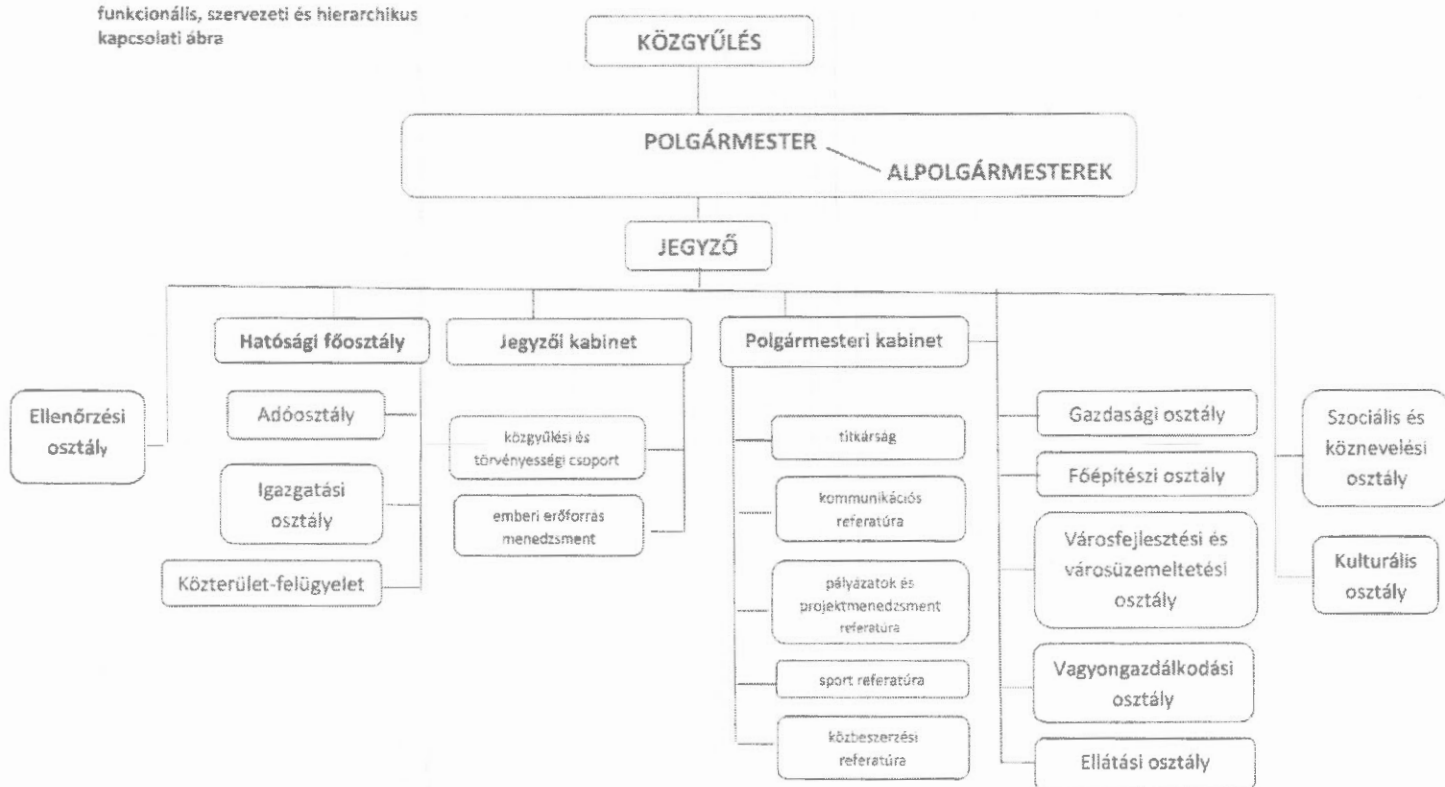 funkcionális, szervezeti és hierarchikus
kapcsolati ábra
KÖZGYŰLÉS
POLGÁRMESTER
ALPOLGÁRMESTEREK
JEGYZŐ
Hatósági főosztály
Jegyzői kabinet
Polgármesteri kabinet
Ellenőrzési
osztály
Adóosztály
Igazgatási
osztály
Közterület-felügyelet
közgyűlési és
törvényességi csoport
emberi erőforrás
menedzsment
titkárság
kommunikációs
referatúra
pályázatok és
projektmenedzsment
referatúra
sport referatúra
közbeszerzési
referatúra
Gazdasági osztály
Főépítészi osztály
Városfejlesztési és
városüzemeltetési
osztály
Vagyongazdálkodási
osztály
Ellátási osztály
Szociális és
köznevelési
osztály
Kulturális
osztály